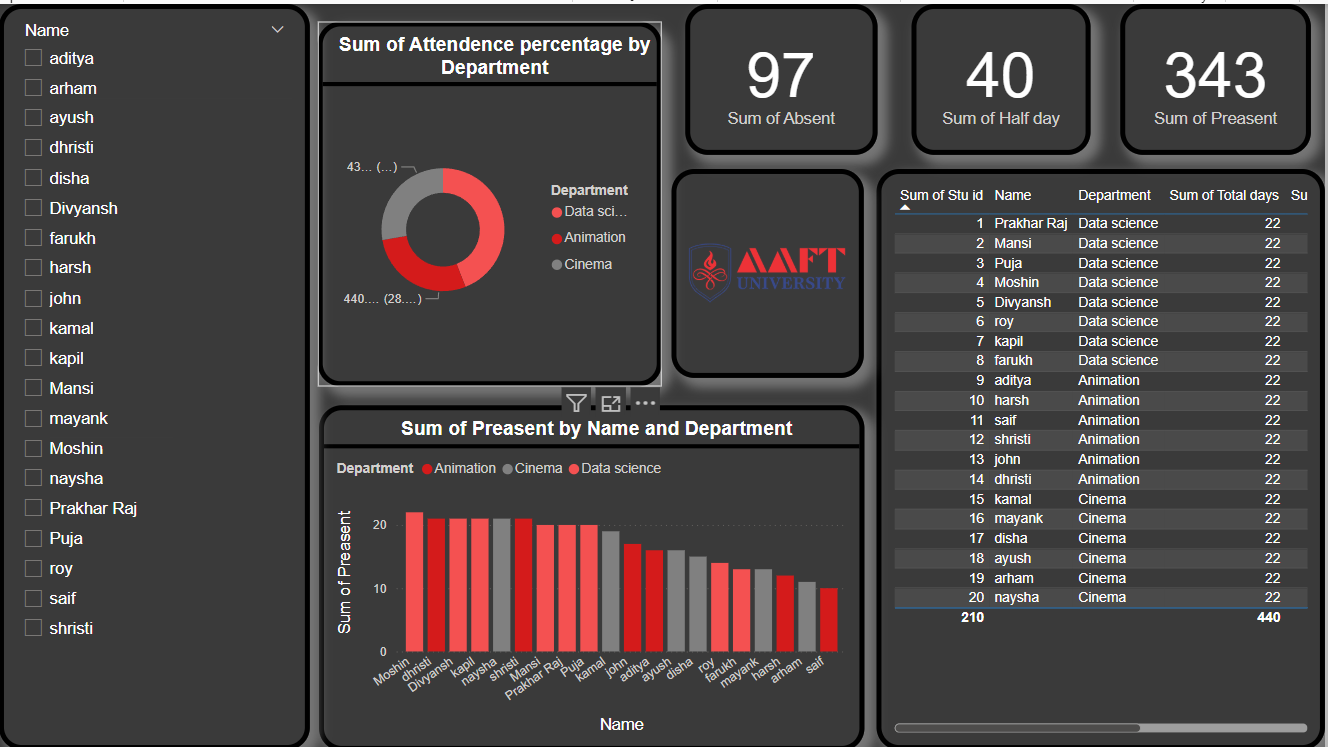 Name
aditya
arham
ayush
dhristi
disha
Divyansh
farukh
harsh
john
kamal
kapil
Mansi
mayank
Moshin
naysha
Prakhar Raj
Puja
roy
saif
shristi
Sum of Attendence percentage by
Department
43... (...)
440.... (28....)
Department
Data sci...
Animation
Cinema
97
Sum of Absent
40
Sum of Half day
343
Sum of Preasent
AAFT
UNIVERSITY
Sum of Preasent by Name and Department
Department Animation Cinema Data science
Sum of Preasent
20
10
0
Moshin
dhristi
Divyansh
kapil
naysha
shristi
Mansi
Prakhar Raj
Puja
kamal
john
aditya
ayush
disha
roy
farukh
mayank
harsh
arham
saif
Name
Sum of Stu id Name Department Sum of Total days Su
1 Prakhar Raj Data science 22
2 Mansi Data science 22
3 Puja Data science 22
4 Moshin Data science 22
5 Divyansh Data science 22
6 roy Data science 22
7 kapil Data science 22
8 farukh Data science 22
9 aditya Animation 22
10 harsh Animation 22
11 saif Animation 22
12 shristi Animation 22
13 john Animation 22
14 dhristi Animation 22
15 kamal Cinema 22
16 mayank Cinema 22
17 disha Cinema 22
18 ayush Cinema 22
19 arham Cinema 22
20 naysha Cinema 22
210 440